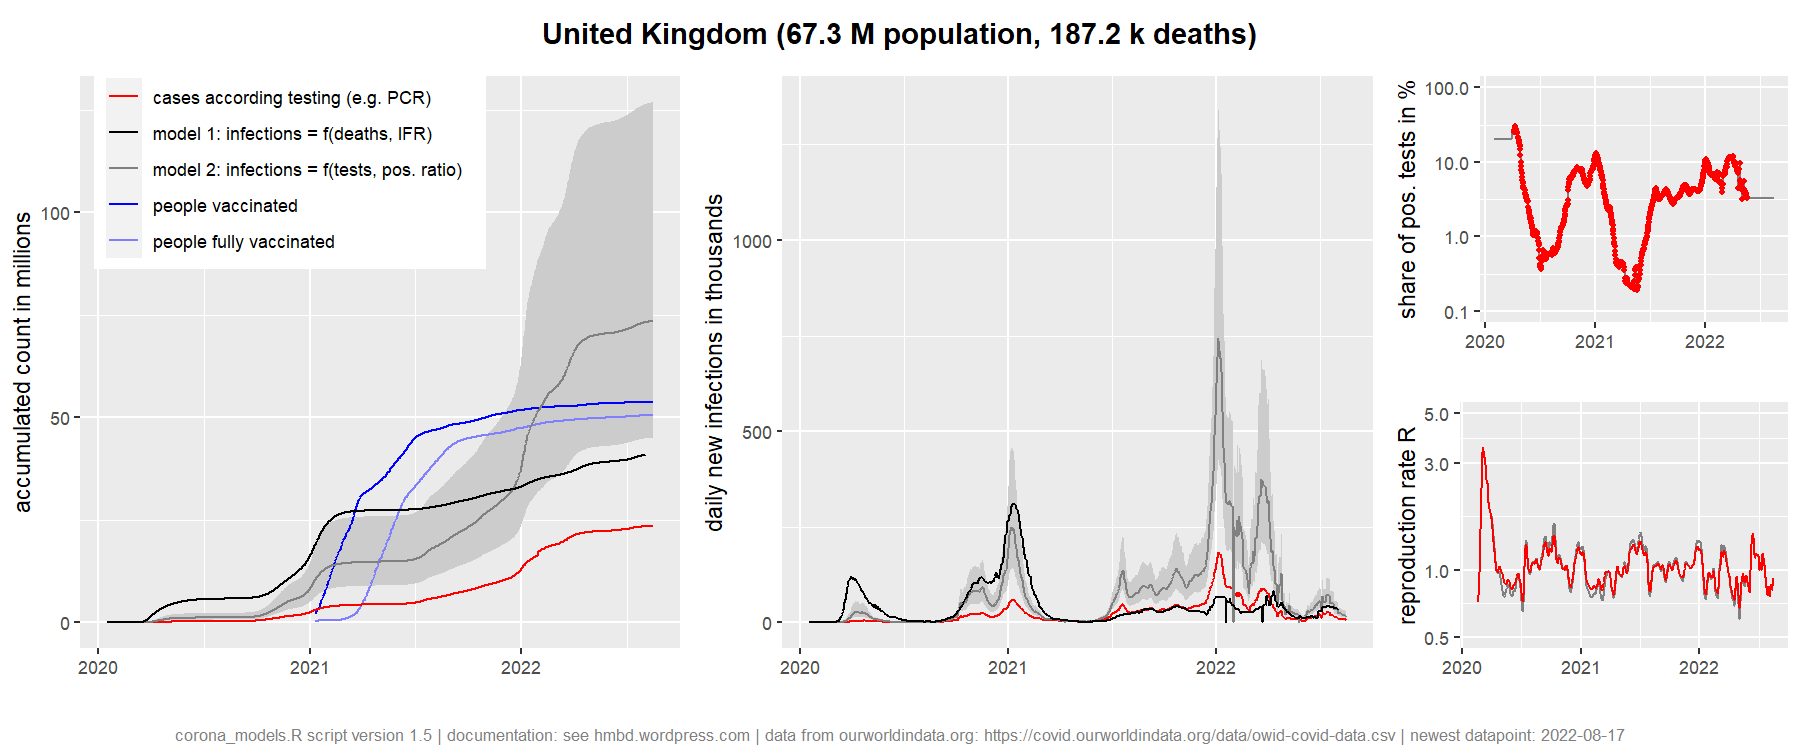 United Kingdom (67.3 M population, 187.2 k deaths)
accumulated count in millions
100
50
0
2020
2021
2022
cases according testing (e.g. PCR)
model 1: infections = f(deaths, IFR)
model 2: infections = f(tests, pos. ratio)
people vaccinated
people fully vaccinated
daily new infections in thousands
1000
500
0
2020
2021
2022
share of pos. tests in %
100.0
10.0
1.0
0.1
2020
2021
2022
reproduction rate R
5.0
3.0
1.0
0.5
2020
2021
2022
corona_models.R script version 1.5 | documentation: see hmbd.wordpress.com | data from ourworldindata.org: https://covid.ourworldindata.org/data/owid-covid-data.csv | newest datapoint: 2022-08-17